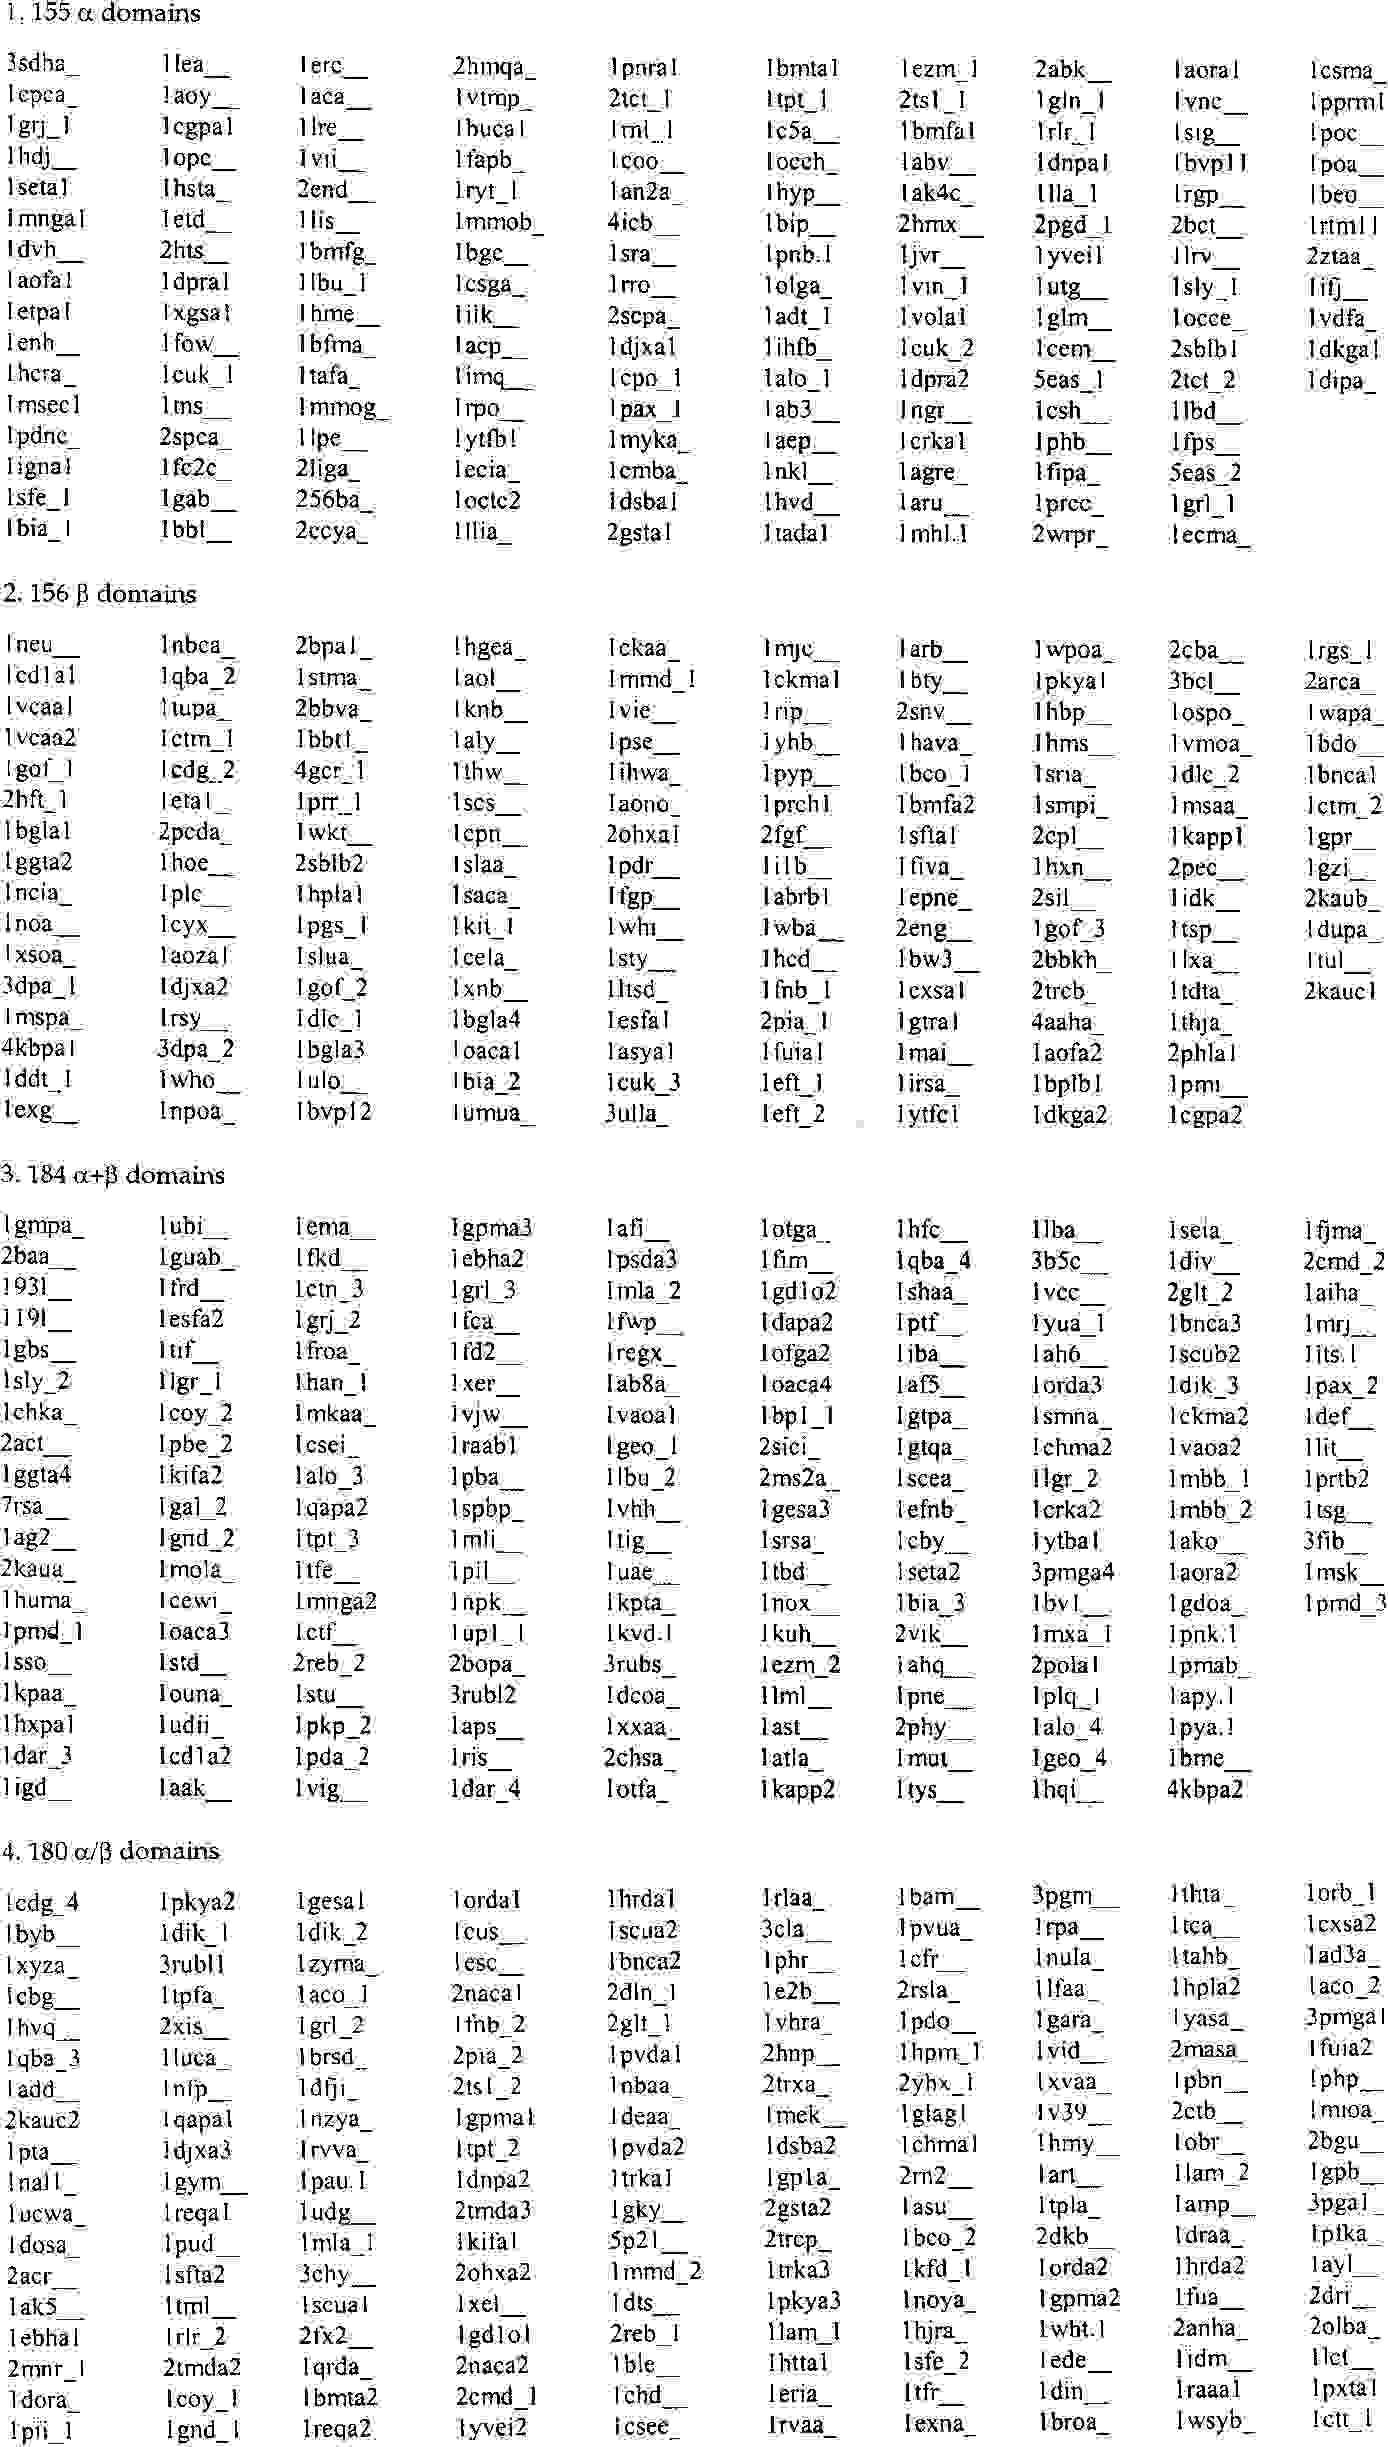 1. 155 α domains
3sdha_ 1lea__ 1erc__ 2hmqa_ 1pnra1 1bmta1 1ezm_1 2abk__ 1aora1 1csma_
1cpca_ 1aoy__ 1aca__ 1vtmp_ 2tct_1 1tpt_1 2tsl_1 1gln_1 1vnc__ 1pprm1
1grj_1 1cgpa1 1lre__ 1buca1 1c5a__ 1bmfa1 1rlr_1 1sig__ 1poc__
1hdj__ 1opc__ 1vii__ 1fapb_ 1coo__ 1occh_ 1abv__ 1dnpa1 1bvp11 1poa__
1seta1 1hsta_ 2end__ 1ryt_1 1an2a_ 1hyp__ 1ak4c_ 1lla_1 1rgp__ 1beo__
1mnga1 1etd__ 1lis__ 1mmob_ 4icb__ 1bip__ 2hmx__ 2pgd_1 2bct__ 1rtm11
1dvh__ 2hts__ 1bmfg_ 1bgc__ 1sra__ 1pnb.1 1jvr__ 1yvei1 1lrv__ 2ztaa_
1aofa1 1dpra1 1lbu_1 1csga_ 1rro__ 1olga_ 1vin_1 1utg__ 1sly_1 1ifj__
1etpa1 1xgsa1 1hme__ 1iik__ 2scpa_ 1adt_1 1vola1 1glm__ 1occe_ 1vdfa_
1enh__ 1fow__ 1bfma_ 1acp__ 1djxa1 1ihfb_ 1cuk_2 1cem__ 2sblb1 1dkga1
1hcra_ 1cuk_1 1tafa_ 1imq__ 1cpo_1 1alo_1 1dpra2 5eas_1 2tct_2 1dipa_
1msec1 1tns__ 1mmog_ 1rpo__ 1pax_1 1ab3__ 1ngr__ 1csh__ 1lbd__
1pdnc_ 2spca_ 1lpe__ 1ytfb1 1myka_ 1aep__ 1crka1 1phb__ 1fps__
1igna1 1fc2c_ 2liga_ 1ecia_ 1cmba_ 1nkl__ 1agre_ 1fipa_ 5eas_2
1sfe_1 1gab__ 256ba_ 1octc2 1dsba1 1hvd__ 1aru__ 1prcc_ 1grl_1
1bia_1 1bbl__ 2ccya_ 1llia_ 2gsta1 1tada1 1mhl.1 2wrpr_ 1ecma_
2. 156 β domains
1neu__ 1nbca_ 2bpa1_ 1hgea_ 1ckaa_ 1mjc__ 1arb__ 1wpoa_ 2cba__ 1rgs_1
1cd1a1 1qba_2 1stma_ 1aol__ 1mmd_1 1ckma1 1bty__ 1pkya1 3bcl__ 2arca_
1vcaa1 1tupa_ 2bbva_ 1knb__ 1vie__ 1rip__ 2snv__ 1hbp__ 1ospo_ 1wapa_
1vcaa2 1ctm_1 1bbt1_ 1aly__ 1pse__ 1yhb__ 1hava_ 1hms__ 1vmoa_ 1bdo__
1gof_1 1cdg_2 4gcr_1 1thw__ 1ihwa_ 1pyp__ 1bco_1 1sria_ 1dlc_2 1bnca1
2hft_1 1eta1_ 1prr_1 1scs__ 1aono_ 1prch1 1bmfa2 1smpi_ 1msaa_ 1ctm_2
1bgla1 2pcda_ 1wkt__ 1cpn__ 2ohxa1 2fgf__ 1sfta1 2cpl__ 1kapp1 1gpr__
1ggta2 1hoe__ 2sblb2 1slaa_ 1pdr__ 1ilb__ 1fiva_ 1hxn__ 2pec__ 1gzi__
1ncia_ 1plc__ 1hpla1 1saca_ 1fgp__ 1abrb1 1epne_ 2sil__ 1idk__ 2kaub_
1noa__ 1cyx__ 1pgs_1 1kit_1 1whi__ 1wba__ 2eng__ 1gof_3 1tsp__ 1dupa_
1xsoa_ 1aoza1 1slua_ 1cela_ 1sty__ 1hcd__ 1bw3__ 2bbkh_ 1lxa__ 1tul__
3dpa_1 1djxa2 1gof_2 1xnb__ 1ltsd_ 1fnb_1 1cxsa1 2trcb_ 1tdta_ 2kauc1
1mspa_ 1rsy__ 1dlc_1 1bgla4 1esfa1 2pia_1 1gtra1 4aaha_ 1thja_
4kbpa1 3dpa_2 1bgla3 1oaca1 1asya1 1fuia1 1mai__ 1aofa2 2phla1
1ddt_1 1who__ 1ulo__ 1bia_2 1cuk_3 1eft_1 1irsa_ 1bplb1 1pmi__
1exg__ 1npoa_ 1bvp12 1umua_ 3ulla_ 1eft_2 1ytfc1 1dkga2 1cgpa2
3. 184 α+β domains
1gmpa_ 1ubi__ 1ema__ 1gpma3 1afi__ 1otga_ 1hfc__ 1lba__ 1seia_ 1fjma_
2baa__ 1guab_ 1fkd__ 1ebha2 1psda3 1fim__ 1qba_4 3b5c__ 1div__ 2cmd_2
193l__ 1frd__ 1ctn_3 1grl_3 1mla_2 1gd1o2 1shaa_ 1vcc__ 2glt_2 1aiha_
119l__ 1esfa2 1grj_2 1fca__ 1fwp__ 1dapa2 1ptf__ 1yua_1 1bnca3 1mrj__
1gbs__ 1tif__ 1froa_ 1fd2__ 1regx_ 1ofga2 1iba__ 1ah6__ 1scub2 1its.1
1sly_2 1lgr_1 1han_1 1xer__ 1ab8a_ 1oaca4 1af5__ 1orda3 1dik_3 1pax_2
1chka_ 1coy_2 1mkaa_ 1vjw__ 1vaoa1 1bpl_1 1gtpa_ 1smna_ 1ckma2 1def__
2act__ 1pbe_2 1csei_ 1raab1 1geo_1 2sici_ 1gtqa_ 1chma2 1vaoa2 1lit__
1ggta4 1kifa2 1alo_3 1pba__ 1lbu_2 2ms2a_ 1scea_ 1lgr_2 1mbb_1 1prtb2
7rsa__ 1gal_2 1qapa2 1spbp_ 1vhh__ 1gesa3 1efnb_ 1crka2 1mbb_2 1tsg__
1ag2__ 1gnd_2 1tpt_3 1mli__ 1tig__ 1srsa_ 1cby__ 1ytba1 1ako__ 3fib__
2kaua_ 1mola_ 1tfe__ 1pil__ 1uae__ 1tbd__ 1seta2 3pmga4 1aora2 1msk__
1huma_ 1cewi_ 1mnga2 1npk__ 1kpta_ 1nox__ 1bia_3 1bvl__ 1gdoa_ 1pmd_3
1pmd_1 1oaca3 1ctf__ 1upl_1 1kvd.1 1kuh__ 2vik__ 1mxa_1 1pnk.1
1sso__ 1std__ 2reb_2 2bopa_ 3rubs_ 1ezm_2 1ahq__ 2pola1 1pmab_
1kpaa_ 1ouna_ 1stu__ 3rubl2 1dcoa_ 1lml__ 1pne__ 1plq_1 1apy.1
1hxpa1 1udii_ 1pkp_2 1aps__ 1xxaa_ 1ast__ 2phy__ 1alo_4 1pya.1
1dar_3 1cd1a2 1pda_2 1ris__ 2chsa_ 1atla_ 1mut__ 1geo_4 1bme__
1igd__ 1aak__ 1vig__ 1dar_4 1otfa_ 1kapp2 1tys__ 1hqi__ 4kbpa2
4. 180 α/β domains
1cdg_4 1pkya2 1gesa1 1orda1 1hrda1 1rlaa_ 1bam__ 3pgm__ 1thta_ 1orb_1
1byb__ 1dik_1 1dik_2 1cus__ 1scua2 3cla__ 1pvua_ 1rpa__ 1tca__ 1cxsa2
1xyza_ 3rubl1 1zyma_ 1esc__ 1bnca2 1phr__ 1cfr__ 1nula_ 1tahb_ 1ad3a_
1cbg__ 1tpfa_ 1aco_1 2naca1 2dln_1 1e2b__ 2rsla_ 1lfaa_ 1hpla2 1aco_2
1hvq__ 2xis__ 1grl_2 1fnb_2 2glt_1 1vhra_ 1pdo__ 1gara_ 1yasa_ 3pmga1
1qba_3 1luca_ 1brsd_ 2pia_2 1pvda1 2hnp__ 1hpm_1 1vid__ 2masa_ 1fuia2
1add__ 1nfp__ 1dfji_ 2tsl_2 1nbaa_ 2trxa_ 2yhx_1 1xvaa_ 1pbn__ 1php__
2kauc2 1qapa1 1nzya_ 1gpma1 1deaa_ 1mek__ 1glag1 1v39__ 2ctb__ 1mioa_
1pta__ 1djxa3 1rvva_ 1tpt_2 1pvda2 1dsba2 1chma1 1hmy__ 1obr__ 2bgu__
1nal1_ 1gym__ 1pau.1 1dnpa2 1trka1 1gpla_ 2rn2__ 1art__ 1lam_2 1gpb__
1ucwa_ 1reqa1 1udg__ 2tmda3 1gky__ 2gsta2 1asu__ 1tpla_ 1amp__ 3pga1_
1dosa_ 1pud__ 1mla_1 1kifa1 5p21__ 2trcp_ 1bco_2 2dkb__ 1draa_ 1pfka_
2acr__ 1sfta2 3chy__ 2ohxa2 1mmd_2 1trka3 1kfd_1 1orda2 1hrda2 1ayl__
1ak5__ 1tml__ 1scua1 1xel__ 1dts__ 1pkya3 1noya_ 1gpma2 1fua__ 2dri__
1ebha1 1rlr_2 2fx2__ 1gd1o1 2reb_1 1lam_1 1hjra_ 1wht.1 2anha_ 2olba_
2mnr_1 2tmda2 1qrda_ 2naca2 1ble__ 1htta1 1sfe_2 1ede__ 1idm__ 1lct__
1dora_ 1coy_1 1bmta2 2cmd_1 1chd__ 1eria_ 1tfr__ 1din__ 1raaa1 1pxta1
1pii_1 1gnd_1 1reqa2 1yvei2 1csee_ 1rvaa_ 1exna_ 1broa_ 1wsyb_ 1ctt_1